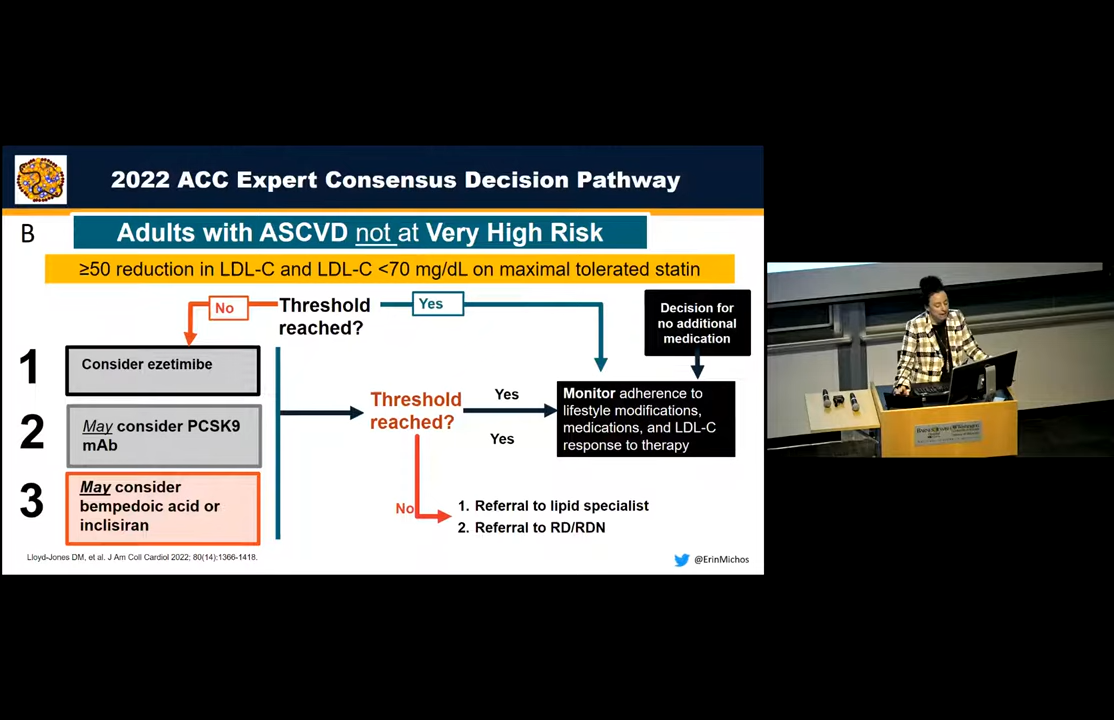 2022 ACC Expert Consensus Decision Pathway
B
Adults with ASCVD not at Very High Risk
≥50 reduction in LDL-C and LDL-C <70 mg/dL on maximal tolerated statin
No
Threshold
reached?
Yes
Decision for
no additional
medication
1
Consider ezetimibe
2
May consider PCSK9
mAb
3
May consider
bempedoic acid or
inclisiran
Threshold
reached?
Yes
Yes
Monitor adherence to
lifestyle modifications,
medications, and LDL-C
response to therapy
No
1. Referral to lipid specialist
2. Referral to RD/RDN
Lloyd-Jones DM, et al. J Am Coll Cardiol 2022; 80(14):1366-1418.
@ErinMichos